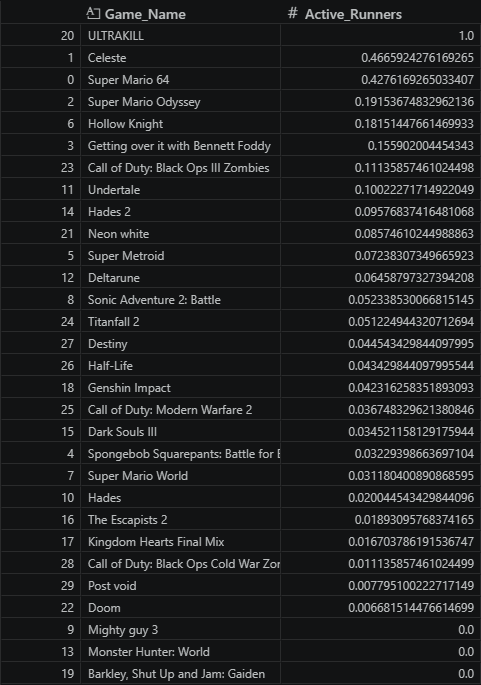 Game_Name # Active_Runners
20 ULTRAKILL 1.0
1 Celeste 0.4665924276169265
0 Super Mario 64 0.4276169265033407
2 Super Mario Odyssey 0.19153674832962136
6 Hollow Knight 0.18151447661469933
3 Getting over it with Bennett Foddy 0.155902004454343
23 Call of Duty: Black Ops III Zombies 0.11135857461024498
11 Undertale 0.10022271714922049
14 Hades 2 0.09576837416481068
21 Neon white 0.08574610244988863
5 Super Metroid 0.07238307349665923
12 Deltarune 0.06458797327394208
8 Sonic Adventure 2: Battle 0.052338530066815145
24 Titanfall 2 0.051224944320712694
27 Destiny 0.044543429844097995
26 Half-Life 0.043429844097995544
18 Genshin Impact 0.042316258351893093
25 Call of Duty: Modern Warfare 2 0.036748329621380846
15 Dark Souls III 0.034521158129175944
4 Spongebob Squarepants: Battle for B 0.03229398663697104
7 Super Mario World 0.031180400890868595
10 Hades 0.020044543429844096
16 The Escapists 2 0.01893095768374165
17 Kingdom Hearts Final Mix 0.016703786191536747
28 Call of Duty: Black Ops Cold War Zor 0.011135857461024499
29 Post void 0.007795100222717149
22 Doom 0.006681514476614699
9 Mighty guy 3 0.0
13 Monster Hunter: World 0.0
19 Barkley, Shut Up and Jam: Gaiden 0.0